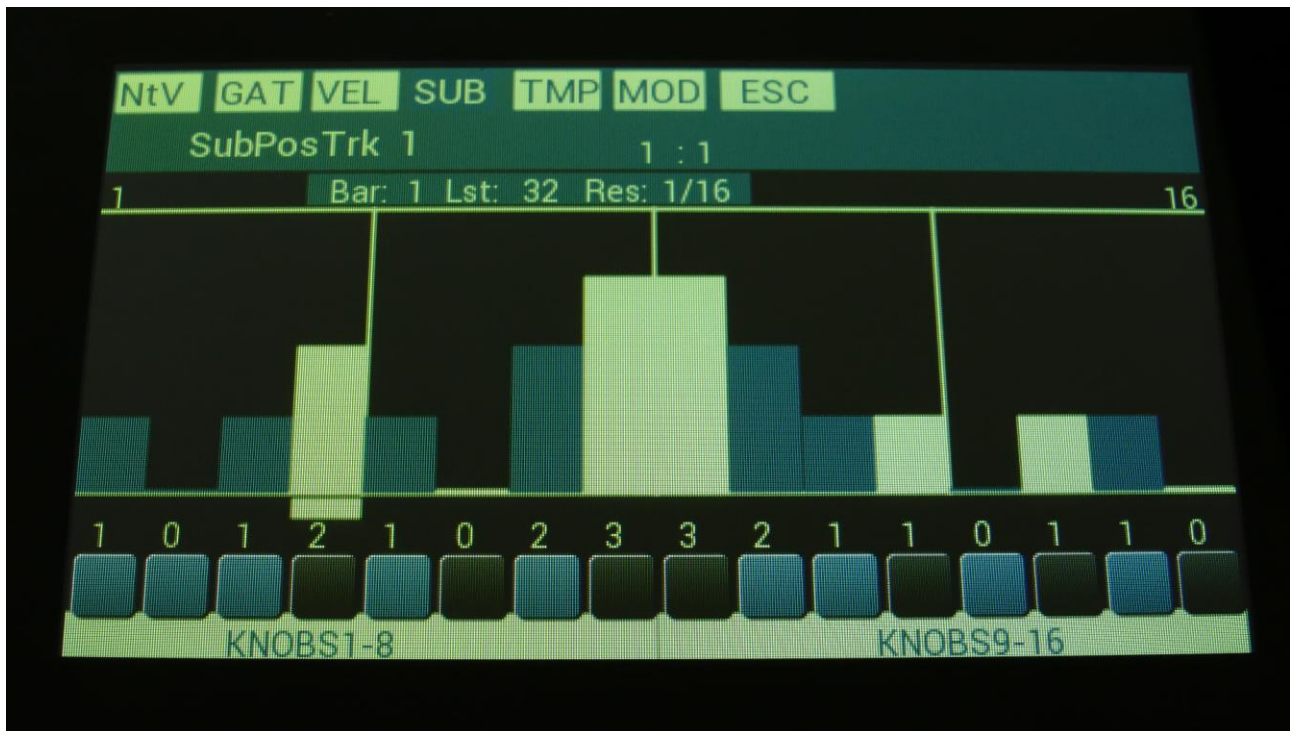 NtV GAT VEL SUB TMP MOD ESC
SubPosTrk 1 1 : 1
1 Bar: 1 Lst: 32 Res: 1/16 16
1 0 1 2 1 0 2 3 3 2 1 1 0 1 1 0
KNOBS1-8 KNOBS9-16